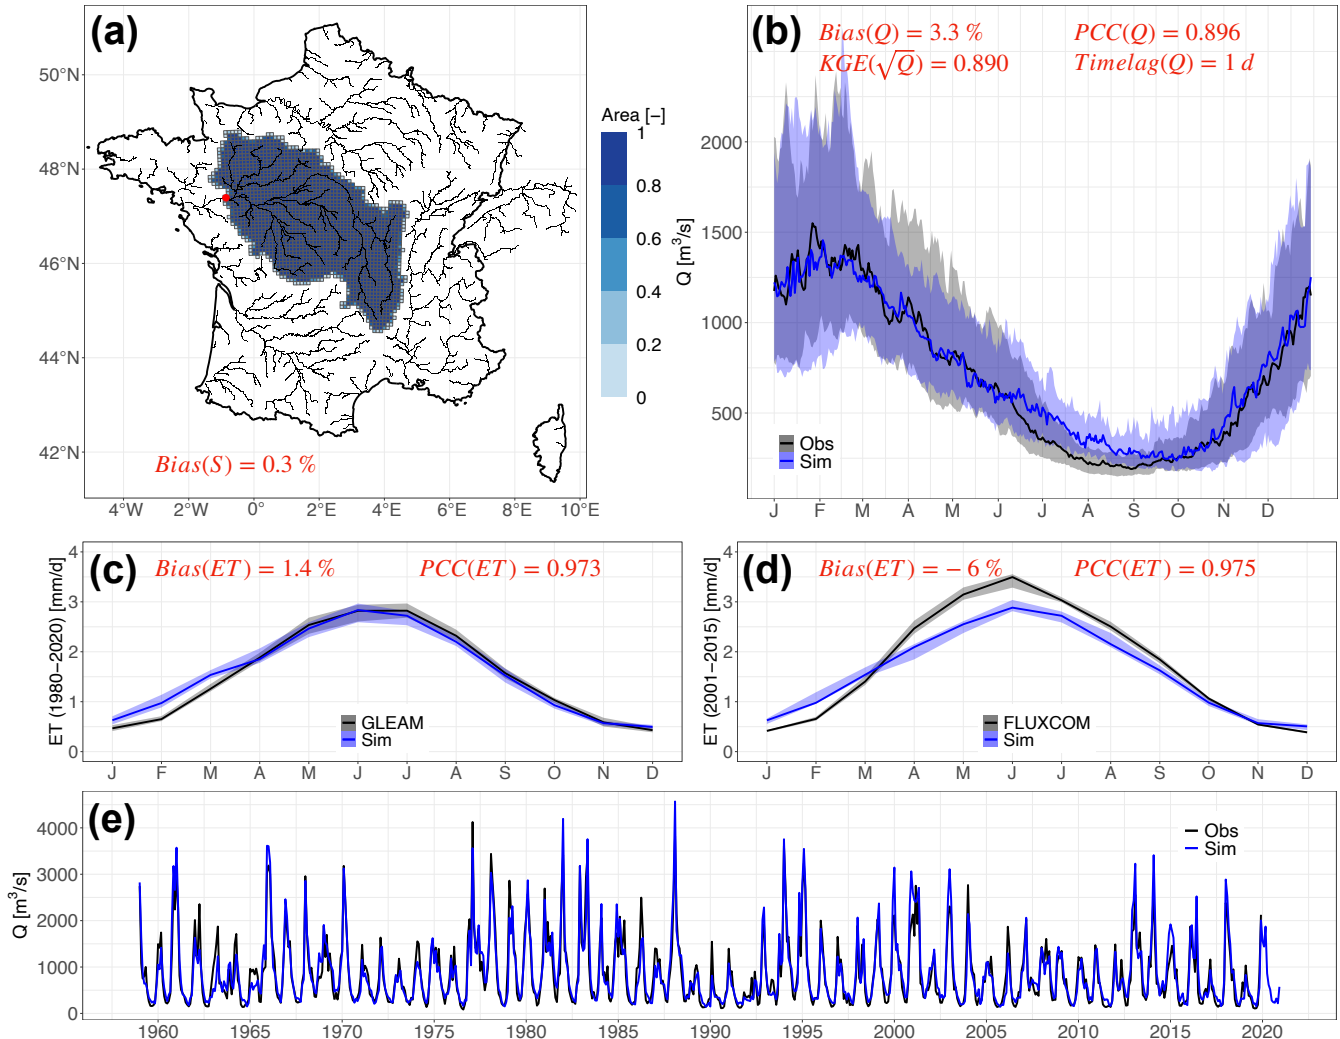 (a)
50°N
48°N
46°N
44°N
42°N
4°W 2°W 0° 2°E 4°E 6°E 8°E 10°E
Bias(S) = 0.3 %
Area [−]
1
0.8
0.6
0.4
0.2
0
(b)
Bias(Q) = 3.3 % PCC(Q) = 0.896
KGE(√Q) = 0.890 Timelag(Q) = 1 d
Q [m³/s]
2000
1500
1000
500
Obs
Sim
J F M A M J J A S O N D
(c)
Bias(ET) = 1.4 % PCC(ET) = 0.973
ET (1980−2020) [mm/d]
4
3
2
1
0
GLEAM
Sim
J F M A M J J A S O N D
(d)
Bias(ET) = − 6 % PCC(ET) = 0.975
ET (2001−2015) [mm/d]
4
3
2
1
0
FLUXCOM
Sim
J F M A M J J A S O N D
(e)
Q [m³/s]
4000
3000
2000
1000
0
Obs
Sim
1960 1965 1970 1975 1980 1985 1990 1995 2000 2005 2010 2015 2020